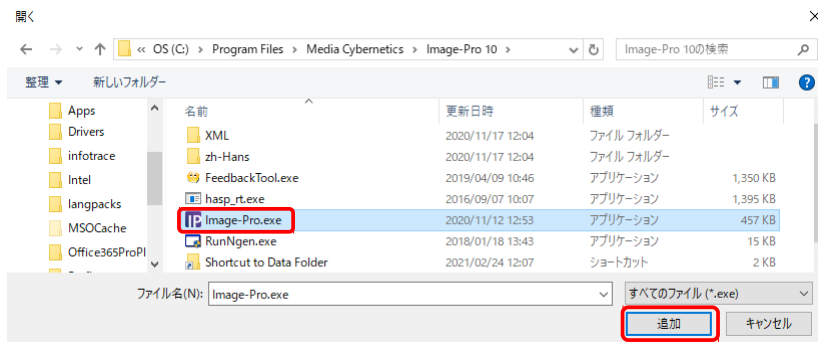 開く
« OS (C:) › Program Files › Media Cybernetics › Image-Pro 10 › Image-Pro 10の検索
整理 新しいフォルダー
Apps
Drivers
infotrace
Intel
langpacks
MSOCache
Office365ProPl
名前 更新日時 種類 サイズ
XML 2020/11/17 12:04 ファイル フォルダー
zh-Hans 2020/11/17 12:04 ファイル フォルダー
FeedbackTool.exe 2019/04/09 10:46 アプリケーション 1,350 KB
hasp_rt.exe 2016/09/07 10:07 アプリケーション 1,395 KB
Image-Pro.exe 2020/11/12 12:53 アプリケーション 457 KB
RunNgen.exe 2018/01/18 13:43 アプリケーション 15 KB
Shortcut to Data Folder 2021/02/24 12:07 ショートカット 2 KB
ファイル名(N): Image-Pro.exe すべてのファイル (*.exe)
追加 キャンセル